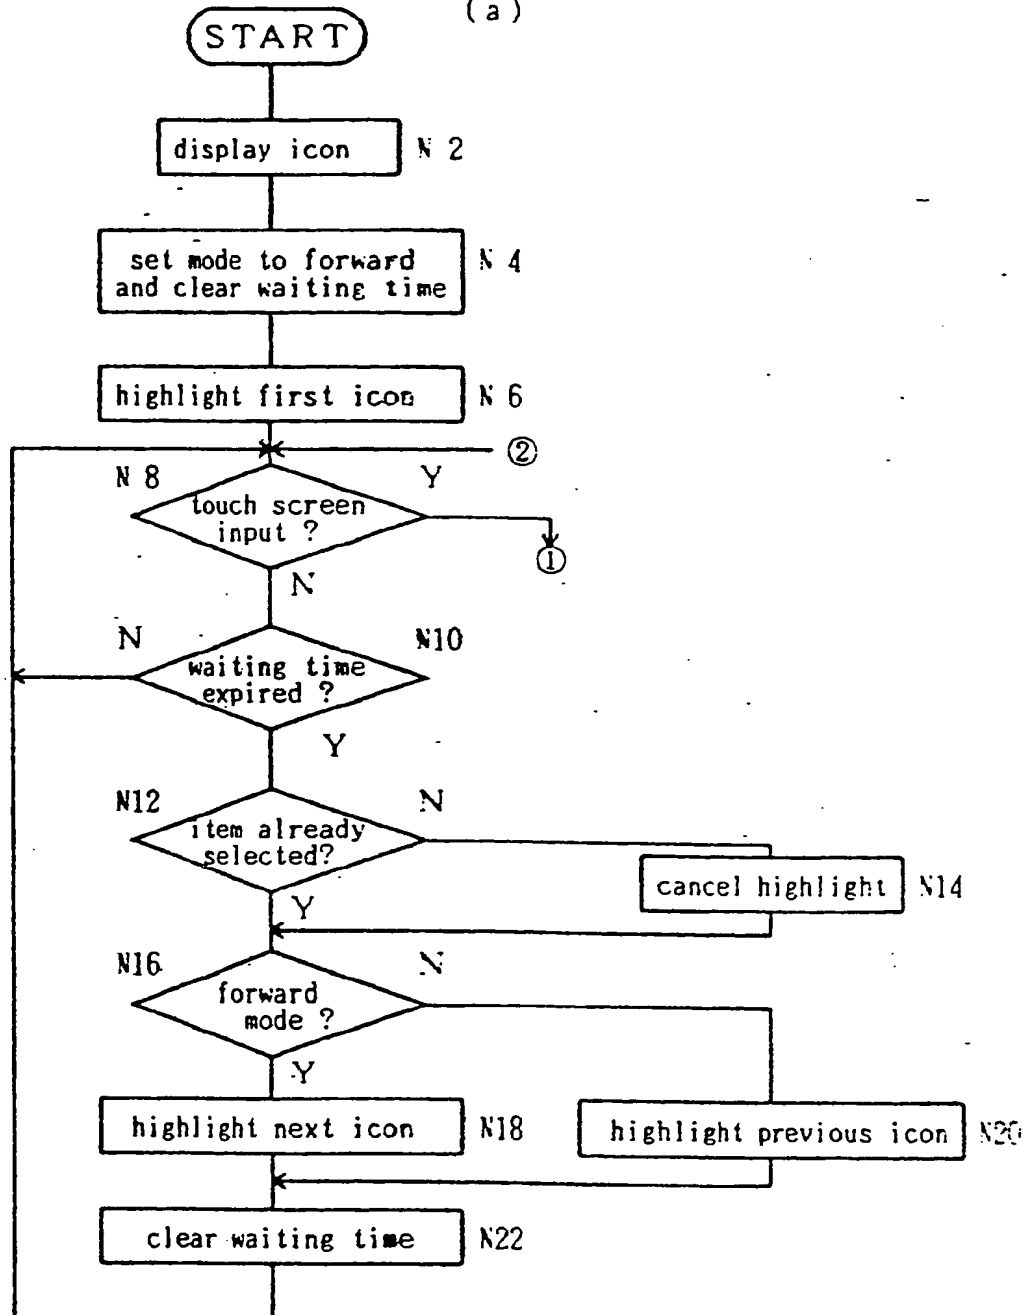 (a)
START
display icon N 2
set mode to forward
and clear waiting time N 4
highlight first icon N 6
②
N 8 Y
touch screen
input ?
①
N
N N10
waiting time
expired ?
Y
N12 N
item already
selected?
cancel highlight N14
Y
N16 N
forward
mode ?
Y
highlight next icon N18
highlight previous icon N20
clear waiting time N22